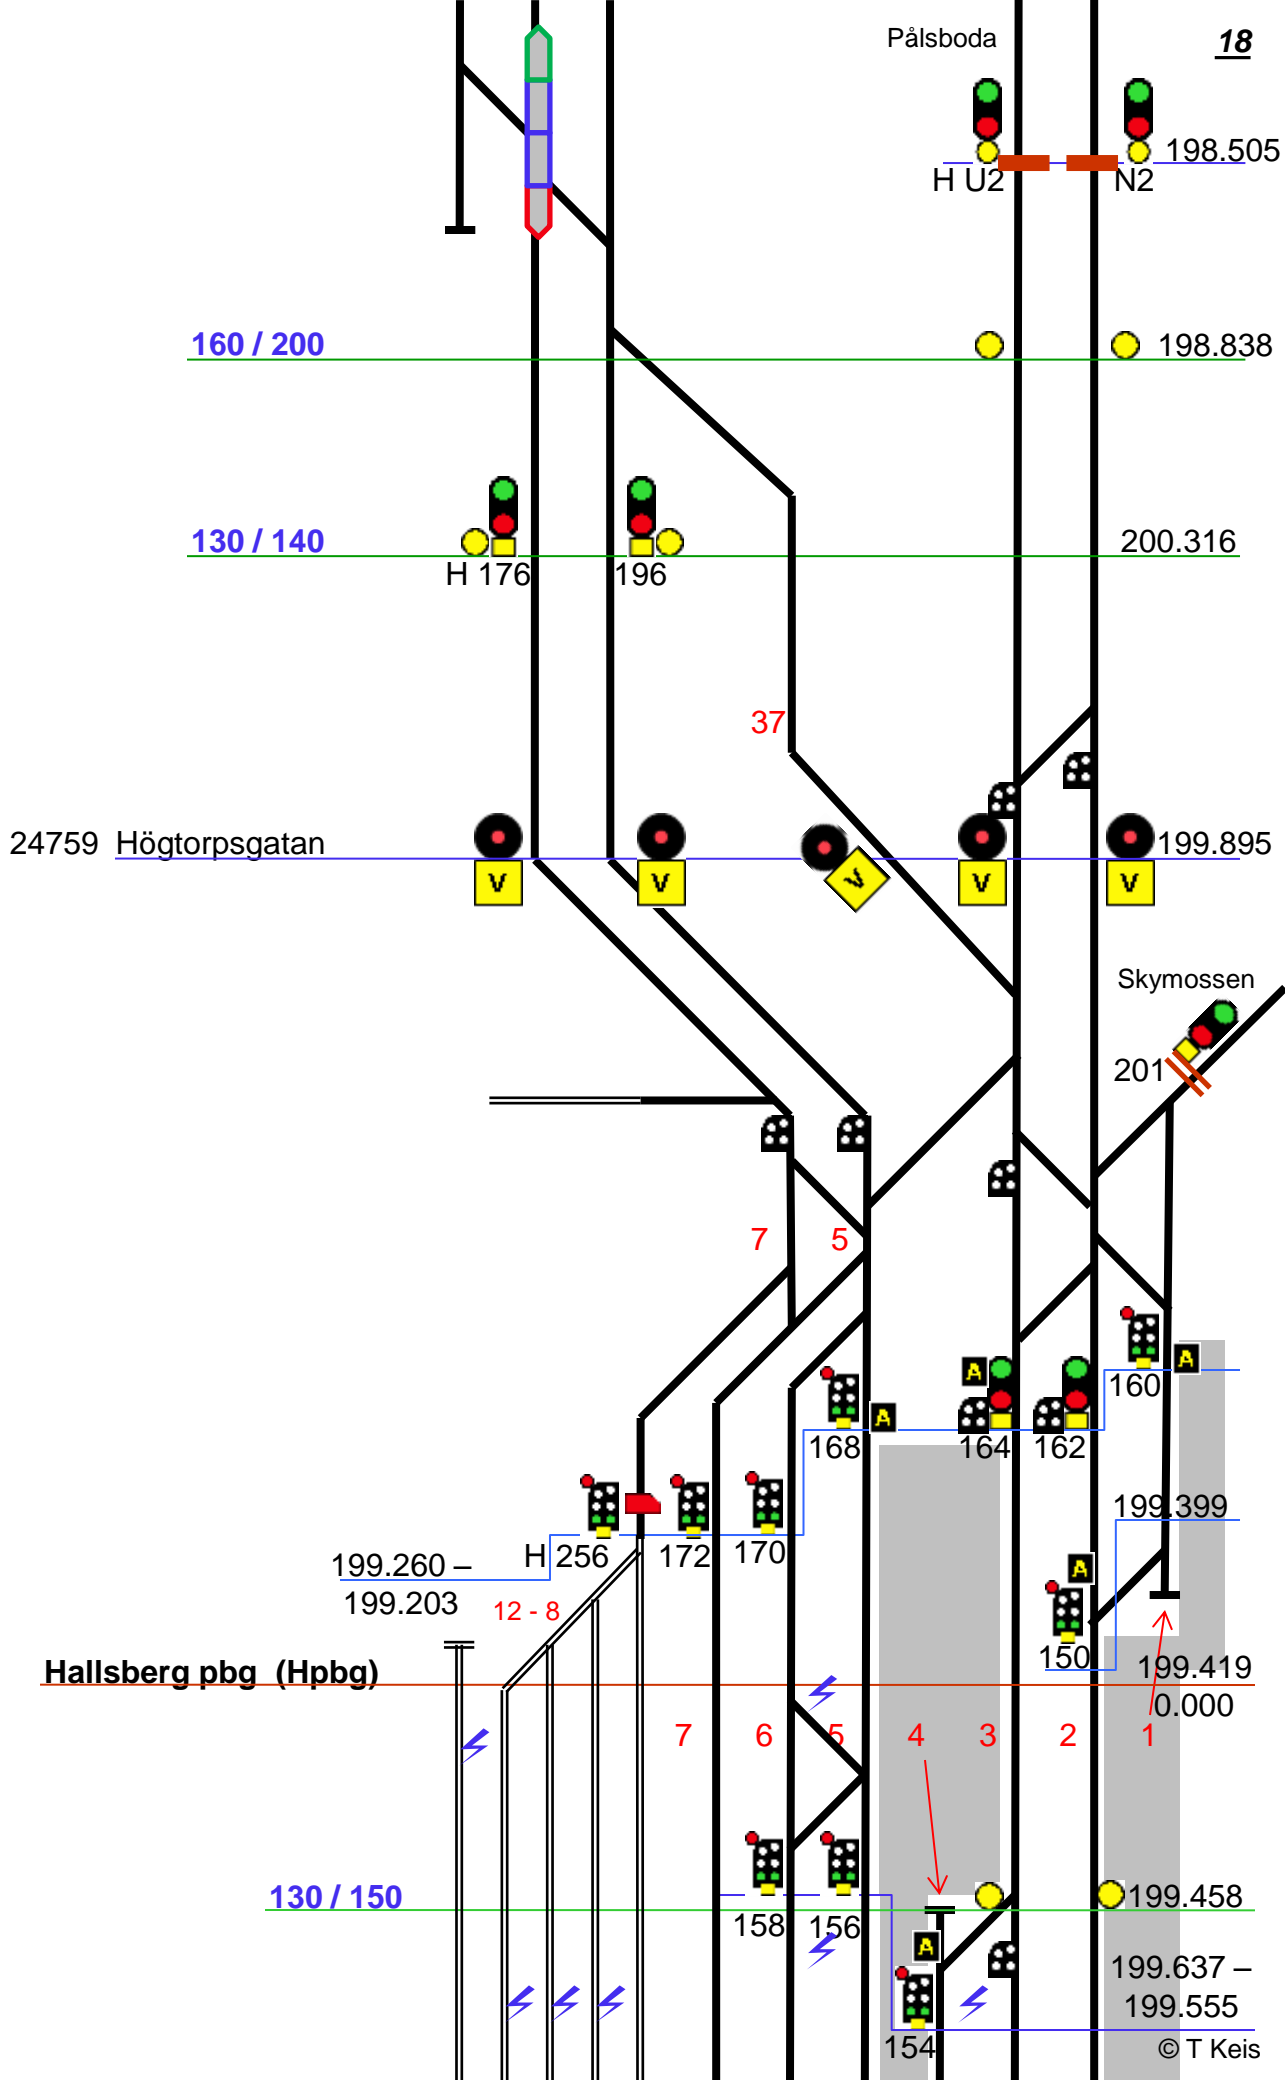 Pålsboda
18
198.505
H U2
N2
160 / 200
198.838
130 / 140
200.316
H 176
196
37
24759 Högtorpsgatan
199.895
V V V V V
Skymossen
201
7 5
160
A
A
168
A
164
162
199.399
H 256
172
170
199.260 –
199.203
12 - 8
A
150
Hallsberg pbg (Hpbg)
199.419
0.000
7 6 5 4 3 2 1
130 / 150
199.458
158
156
A
199.637 –
199.555
154
© T Keis